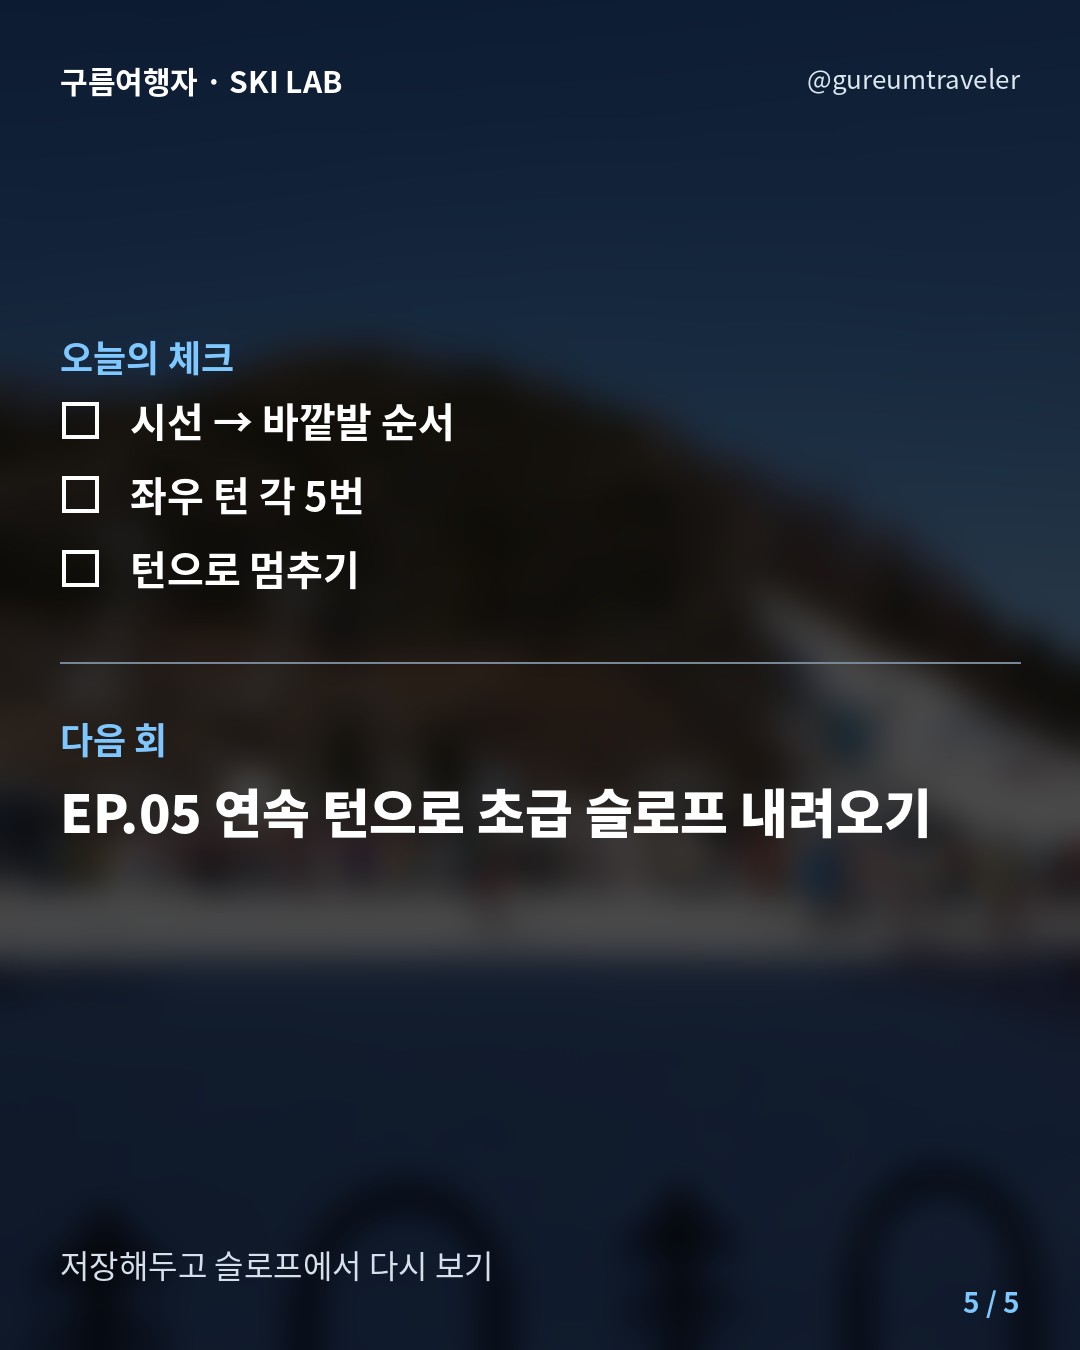 구름여행자 · SKI LAB
@gureumtraveler
오늘의 체크
시선 → 바깥발 순서
좌우 턴 각 5번
턴으로 멈추기
다음 회
EP.05 연속 턴으로 초급 슬로프 내려오기
저장해두고 슬로프에서 다시 보기
5 / 5